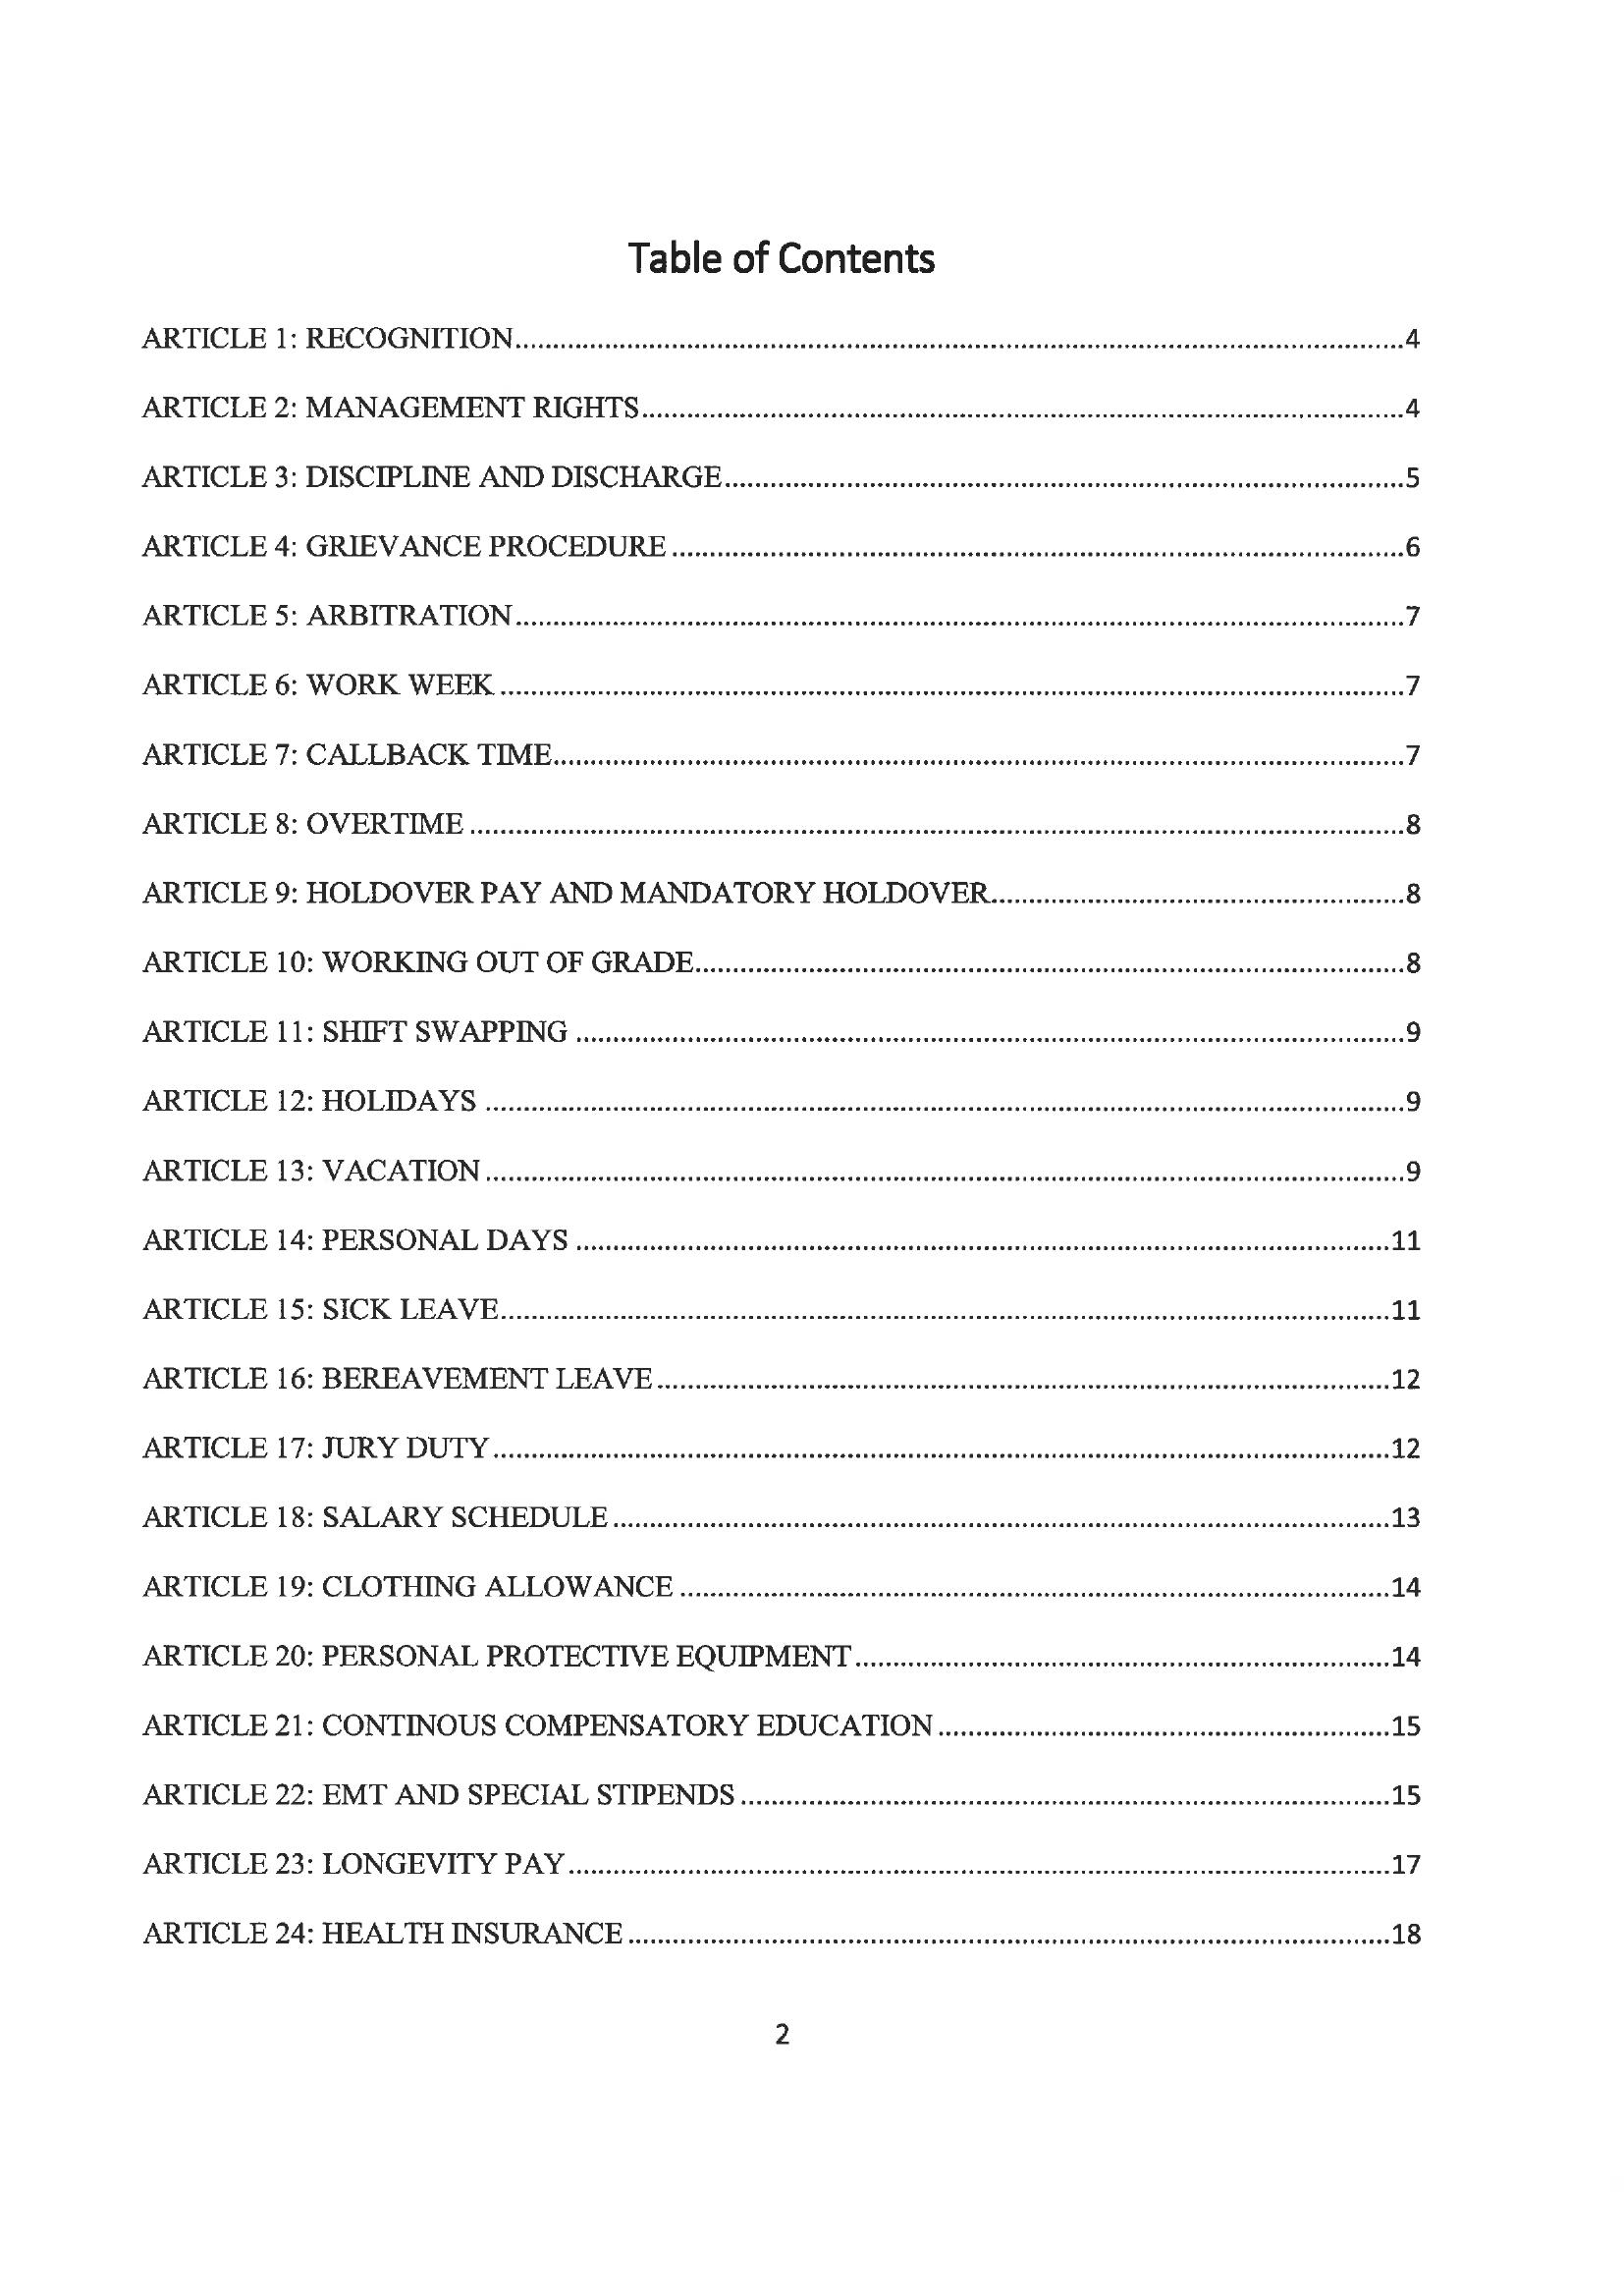 Table of Contents
ARTICLE 1: RECOGNITION....................4
ARTICLE 2: MANAGEMENT RIGHTS....................4
ARTICLE 3: DISCIPLINE AND DISCHARGE....................5
ARTICLE 4: GRIEVANCE PROCEDURE ....................6
ARTICLE 5: ARBITRATION....................7
ARTICLE 6: WORK WEEK ....................7
ARTICLE 7: CALLBACK TIME....................7
ARTICLE 8: OVERTIME ....................8
ARTICLE 9: HOLDOVER PAY AND MANDATORY HOLDOVER....................8
ARTICLE 10: WORKING OUT OF GRADE....................8
ARTICLE 11: SHIFT SWAPPING ....................9
ARTICLE 12: HOLIDAYS ....................9
ARTICLE 13: VACATION ....................9
ARTICLE 14: PERSONAL DAYS ....................11
ARTICLE 15: SICK LEAVE....................11
ARTICLE 16: BEREAVEMENT LEAVE ....................12
ARTICLE 17: JURY DUTY ....................12
ARTICLE 18: SALARY SCHEDULE ....................13
ARTICLE 19: CLOTHING ALLOWANCE ....................14
ARTICLE 20: PERSONAL PROTECTIVE EQUIPMENT ....................14
ARTICLE 21: CONTINOUS COMPENSATORY EDUCATION ....................15
ARTICLE 22: EMT AND SPECIAL STIPENDS ....................15
ARTICLE 23: LONGEVITY PAY....................17
ARTICLE 24: HEALTH INSURANCE ....................18
2